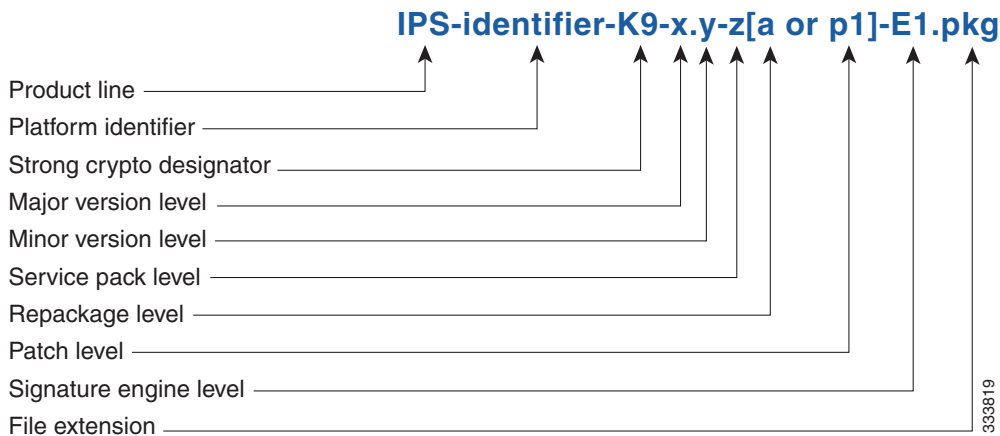 IPS-identifier-K9-x.y-z[a or p1]-E1.pkg
Product line
Platform identifier
Strong crypto designator
Major version level
Minor version level
Service pack level
Repackage level
Patch level
Signature engine level
File extension
333819